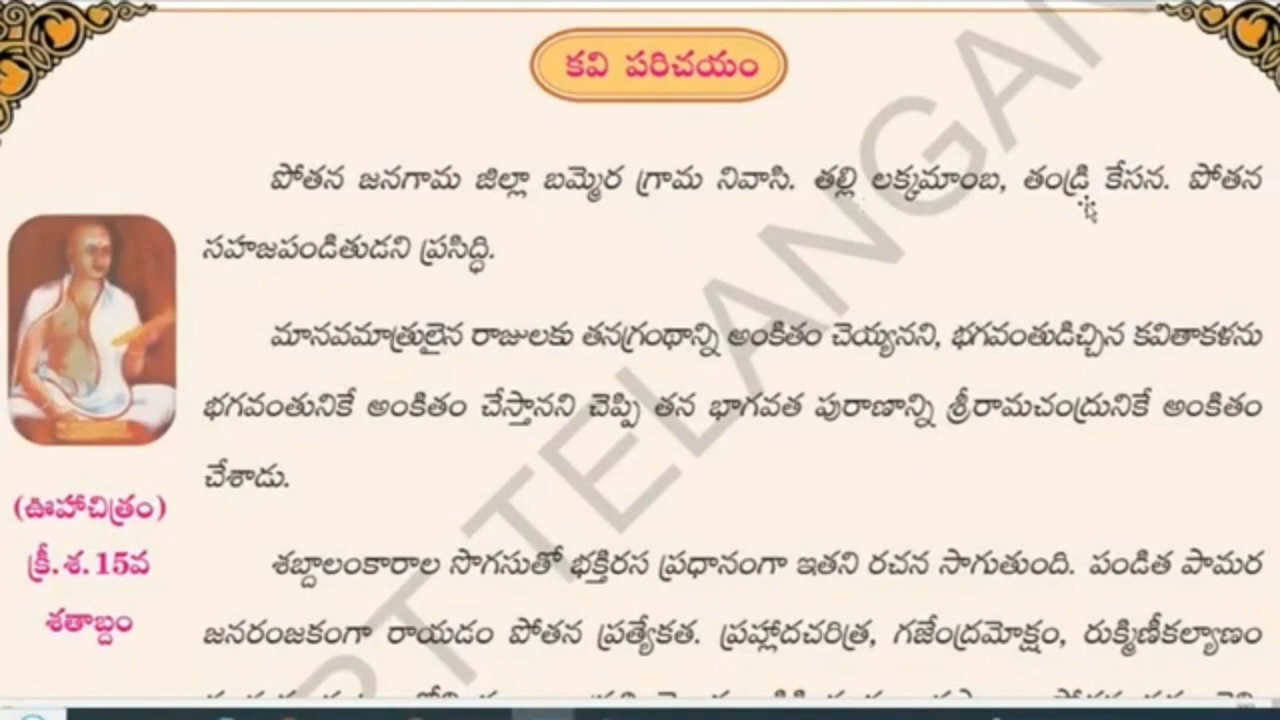 కవి పరిచయం
పోతన జనగామ జిల్లా బమ్మెర గ్రామ నివాసి. తల్లి లక్కమాంబ, తండ్రి కేసన. పోతన
సహజపండితుడని ప్రసిద్ధి.
మానవమాత్రులైన రాజులకు తనగ్రంథాన్ని అంకితం చెయ్యనని, భగవంతుడిచ్చిన కవితాకళను
భగవంతునికే అంకితం చేస్తానని చెప్పి తన భాగవత పురాణాన్ని శ్రీరామచంద్రునికే అంకితం
చేశాడు.
(ఊహాచిత్రం)
క్రీ.శ. 15వ
శతాబ్దం
శబ్దాలంకారాల సొగసుతో భక్తిరస ప్రధానంగా ఇతని రచన సాగుతుంది. పండిత పామర
జనరంజకంగా రాయడం పోతన ప్రత్యేకత. ప్రహ్లాదచరిత్ర, గజేంద్రమోక్షం, రుక్మిణీకల్యాణం
RT TELANGAN